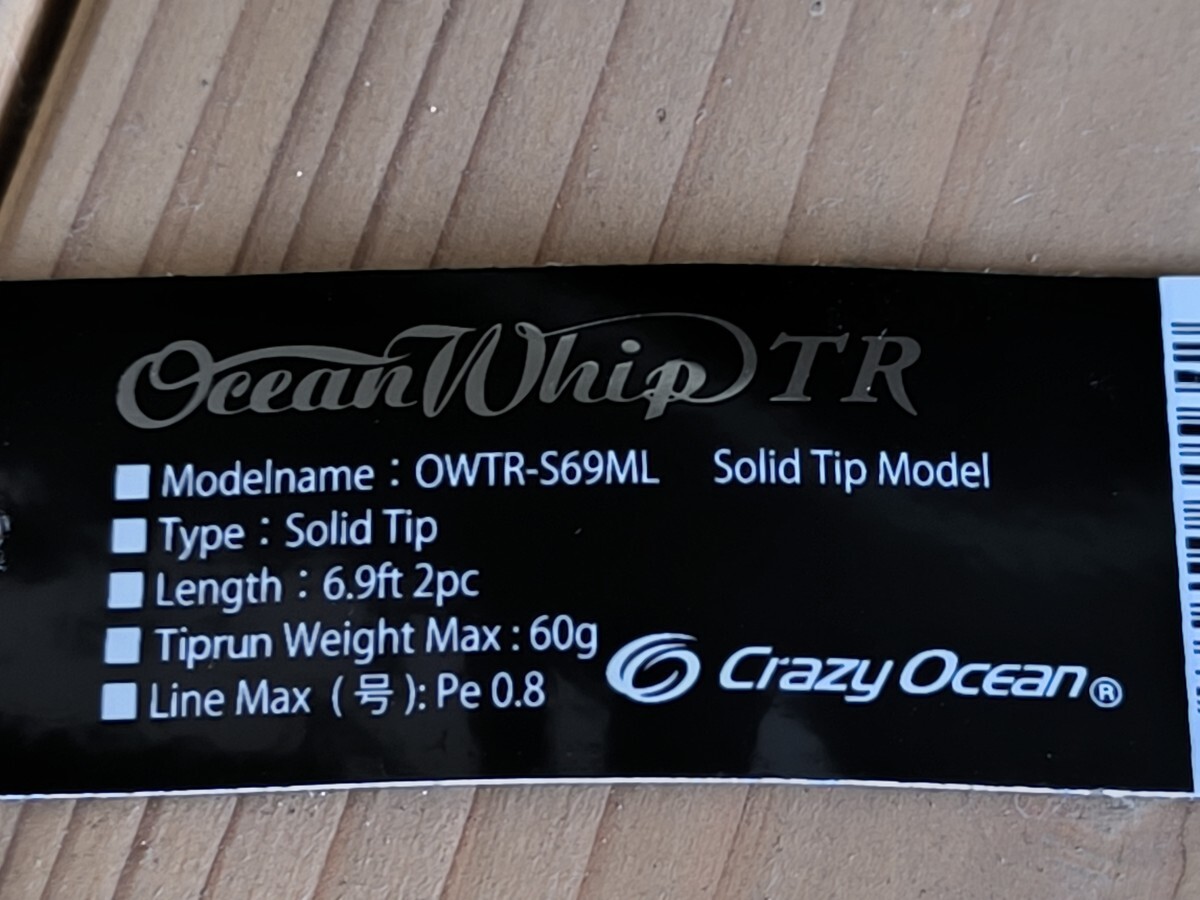 OceanWhip TR
Modelname：OWTR-S69ML Solid Tip Model
Type：Solid Tip
Length：6.9ft 2pc
Tiprun Weight Max : 60g
Line Max (号): Pe 0.8
Crazy Ocean®